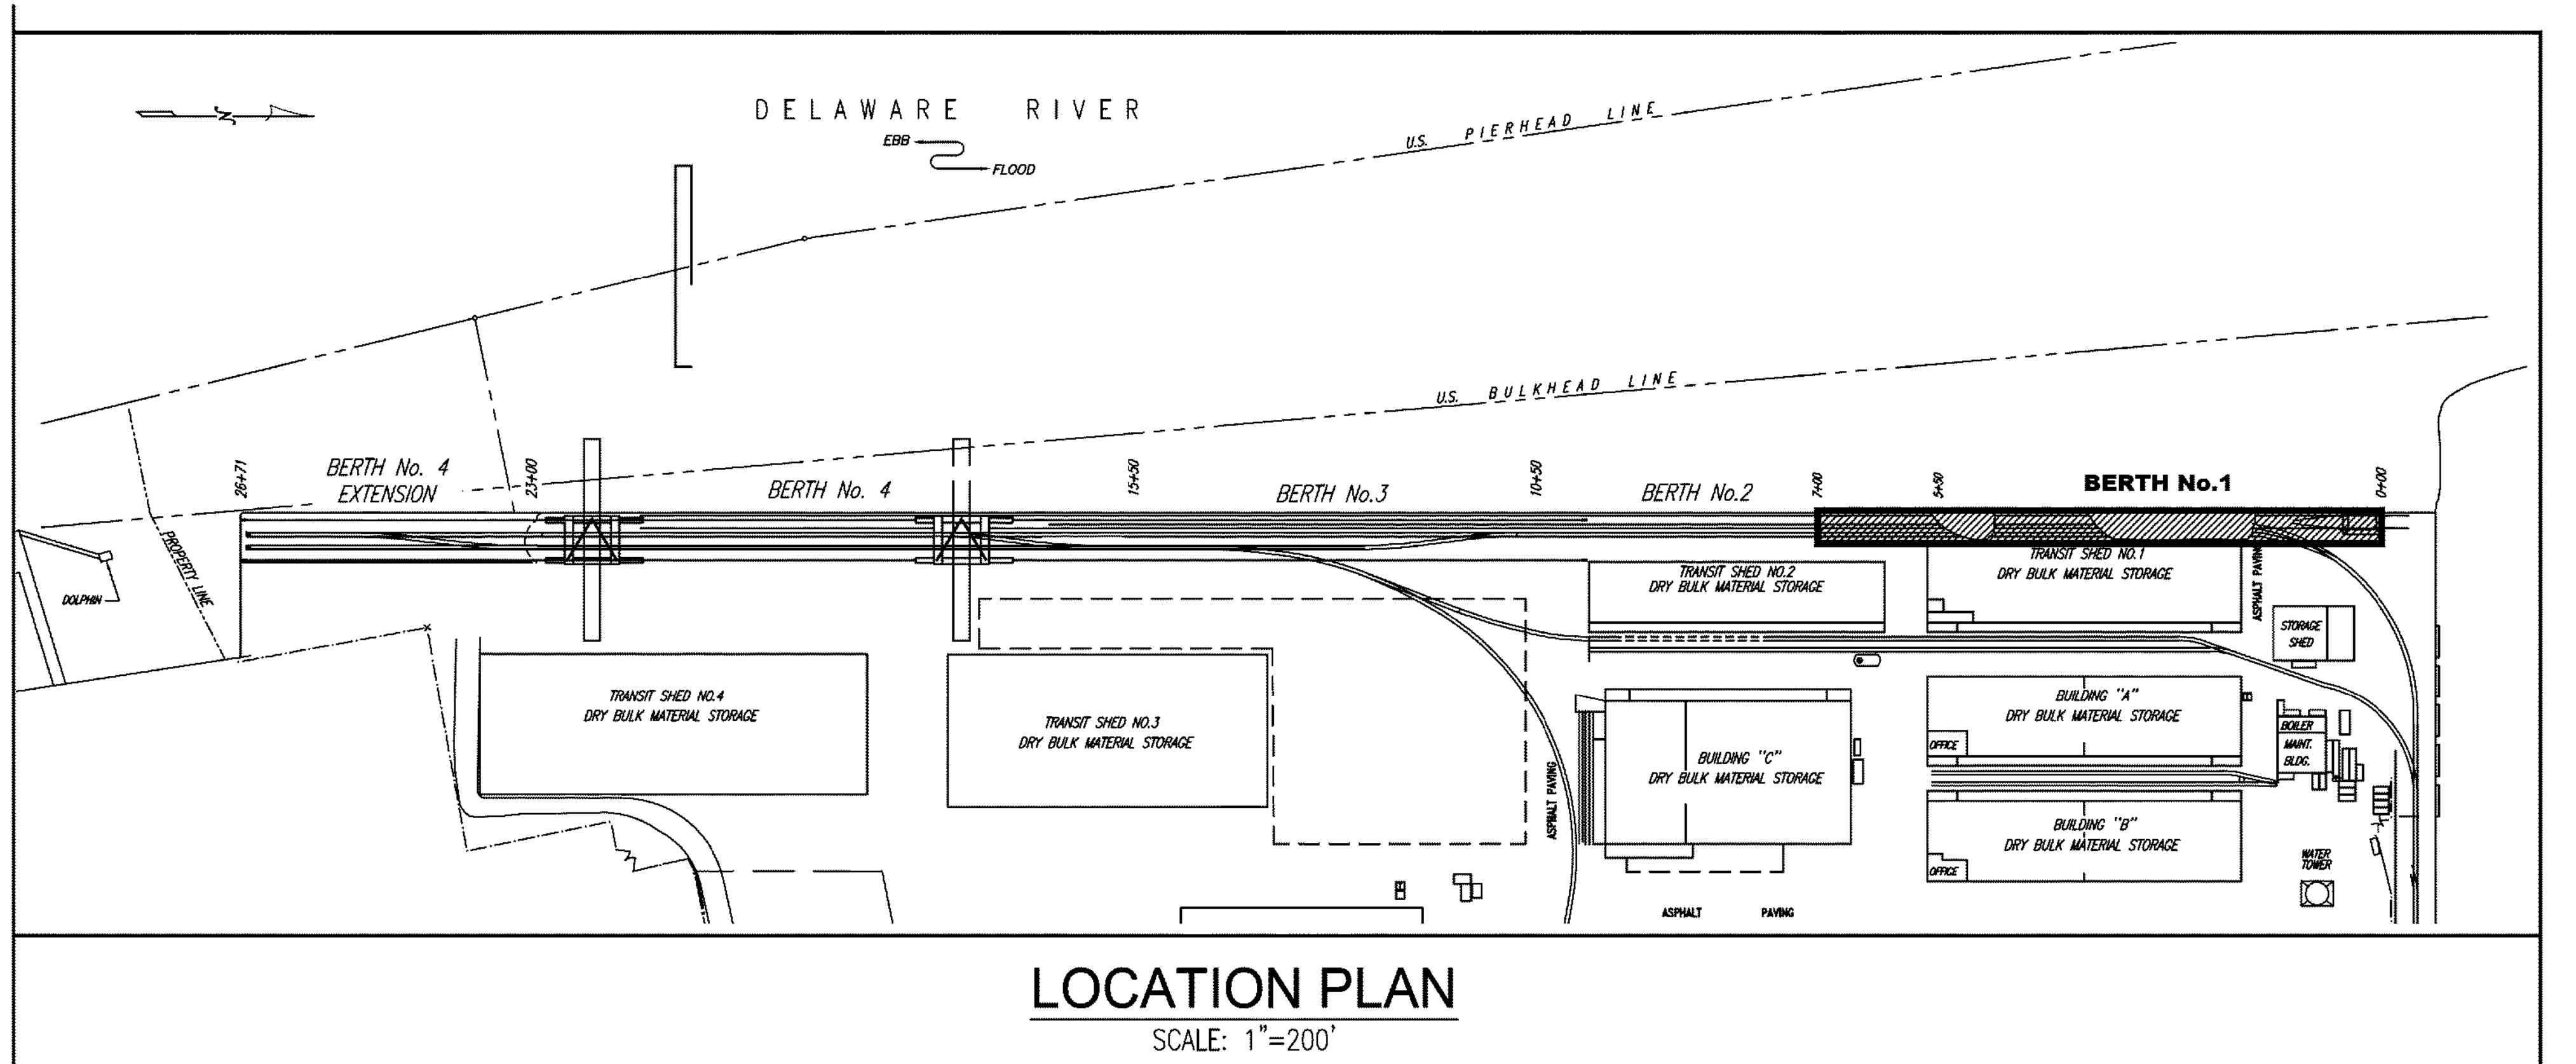 N
DELAWARE RIVER
EBB
FLOOD
U.S. PIERHEAD LINE
U.S. BULKHEAD LINE
26+71
BERTH No. 4
EXTENSION
23+00
BERTH No. 4
15+50
BERTH No.3
10+50
BERTH No.2
7+00
5+50
BERTH No.1
0+00
DOLPHIN
PROPERTY LINE
TRANSIT SHED NO.2
DRY BULK MATERIAL STORAGE
TRANSIT SHED NO.1
DRY BULK MATERIAL STORAGE
ASPHALT PAVING
STORAGE
SHED
TRANSIT SHED NO.4
DRY BULK MATERIAL STORAGE
TRANSIT SHED NO.3
DRY BULK MATERIAL STORAGE
ASPHALT PAVING
BUILDING "C"
DRY BULK MATERIAL STORAGE
BUILDING "A"
DRY BULK MATERIAL STORAGE
OFFICE
BOILER
MAINT.
BLDG.
BUILDING "B"
DRY BULK MATERIAL STORAGE
OFFICE
WATER
TOWER
ASPHALT PAVING
LOCATION PLAN
SCALE: 1"=200'